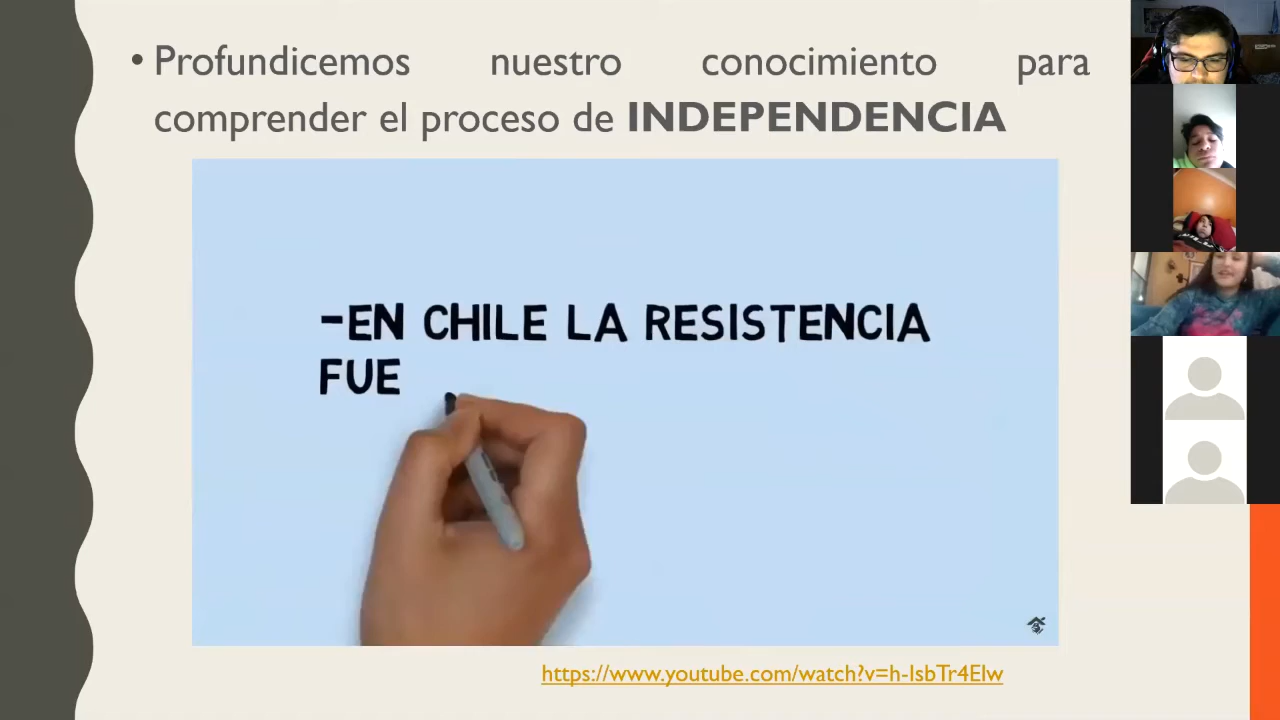 • Profundicemos nuestro conocimiento para
comprender el proceso de INDEPENDENCIA
-EN CHILE LA RESISTENCIA
FUE
https://www.youtube.com/watch?v=h-IsbTr4EIw